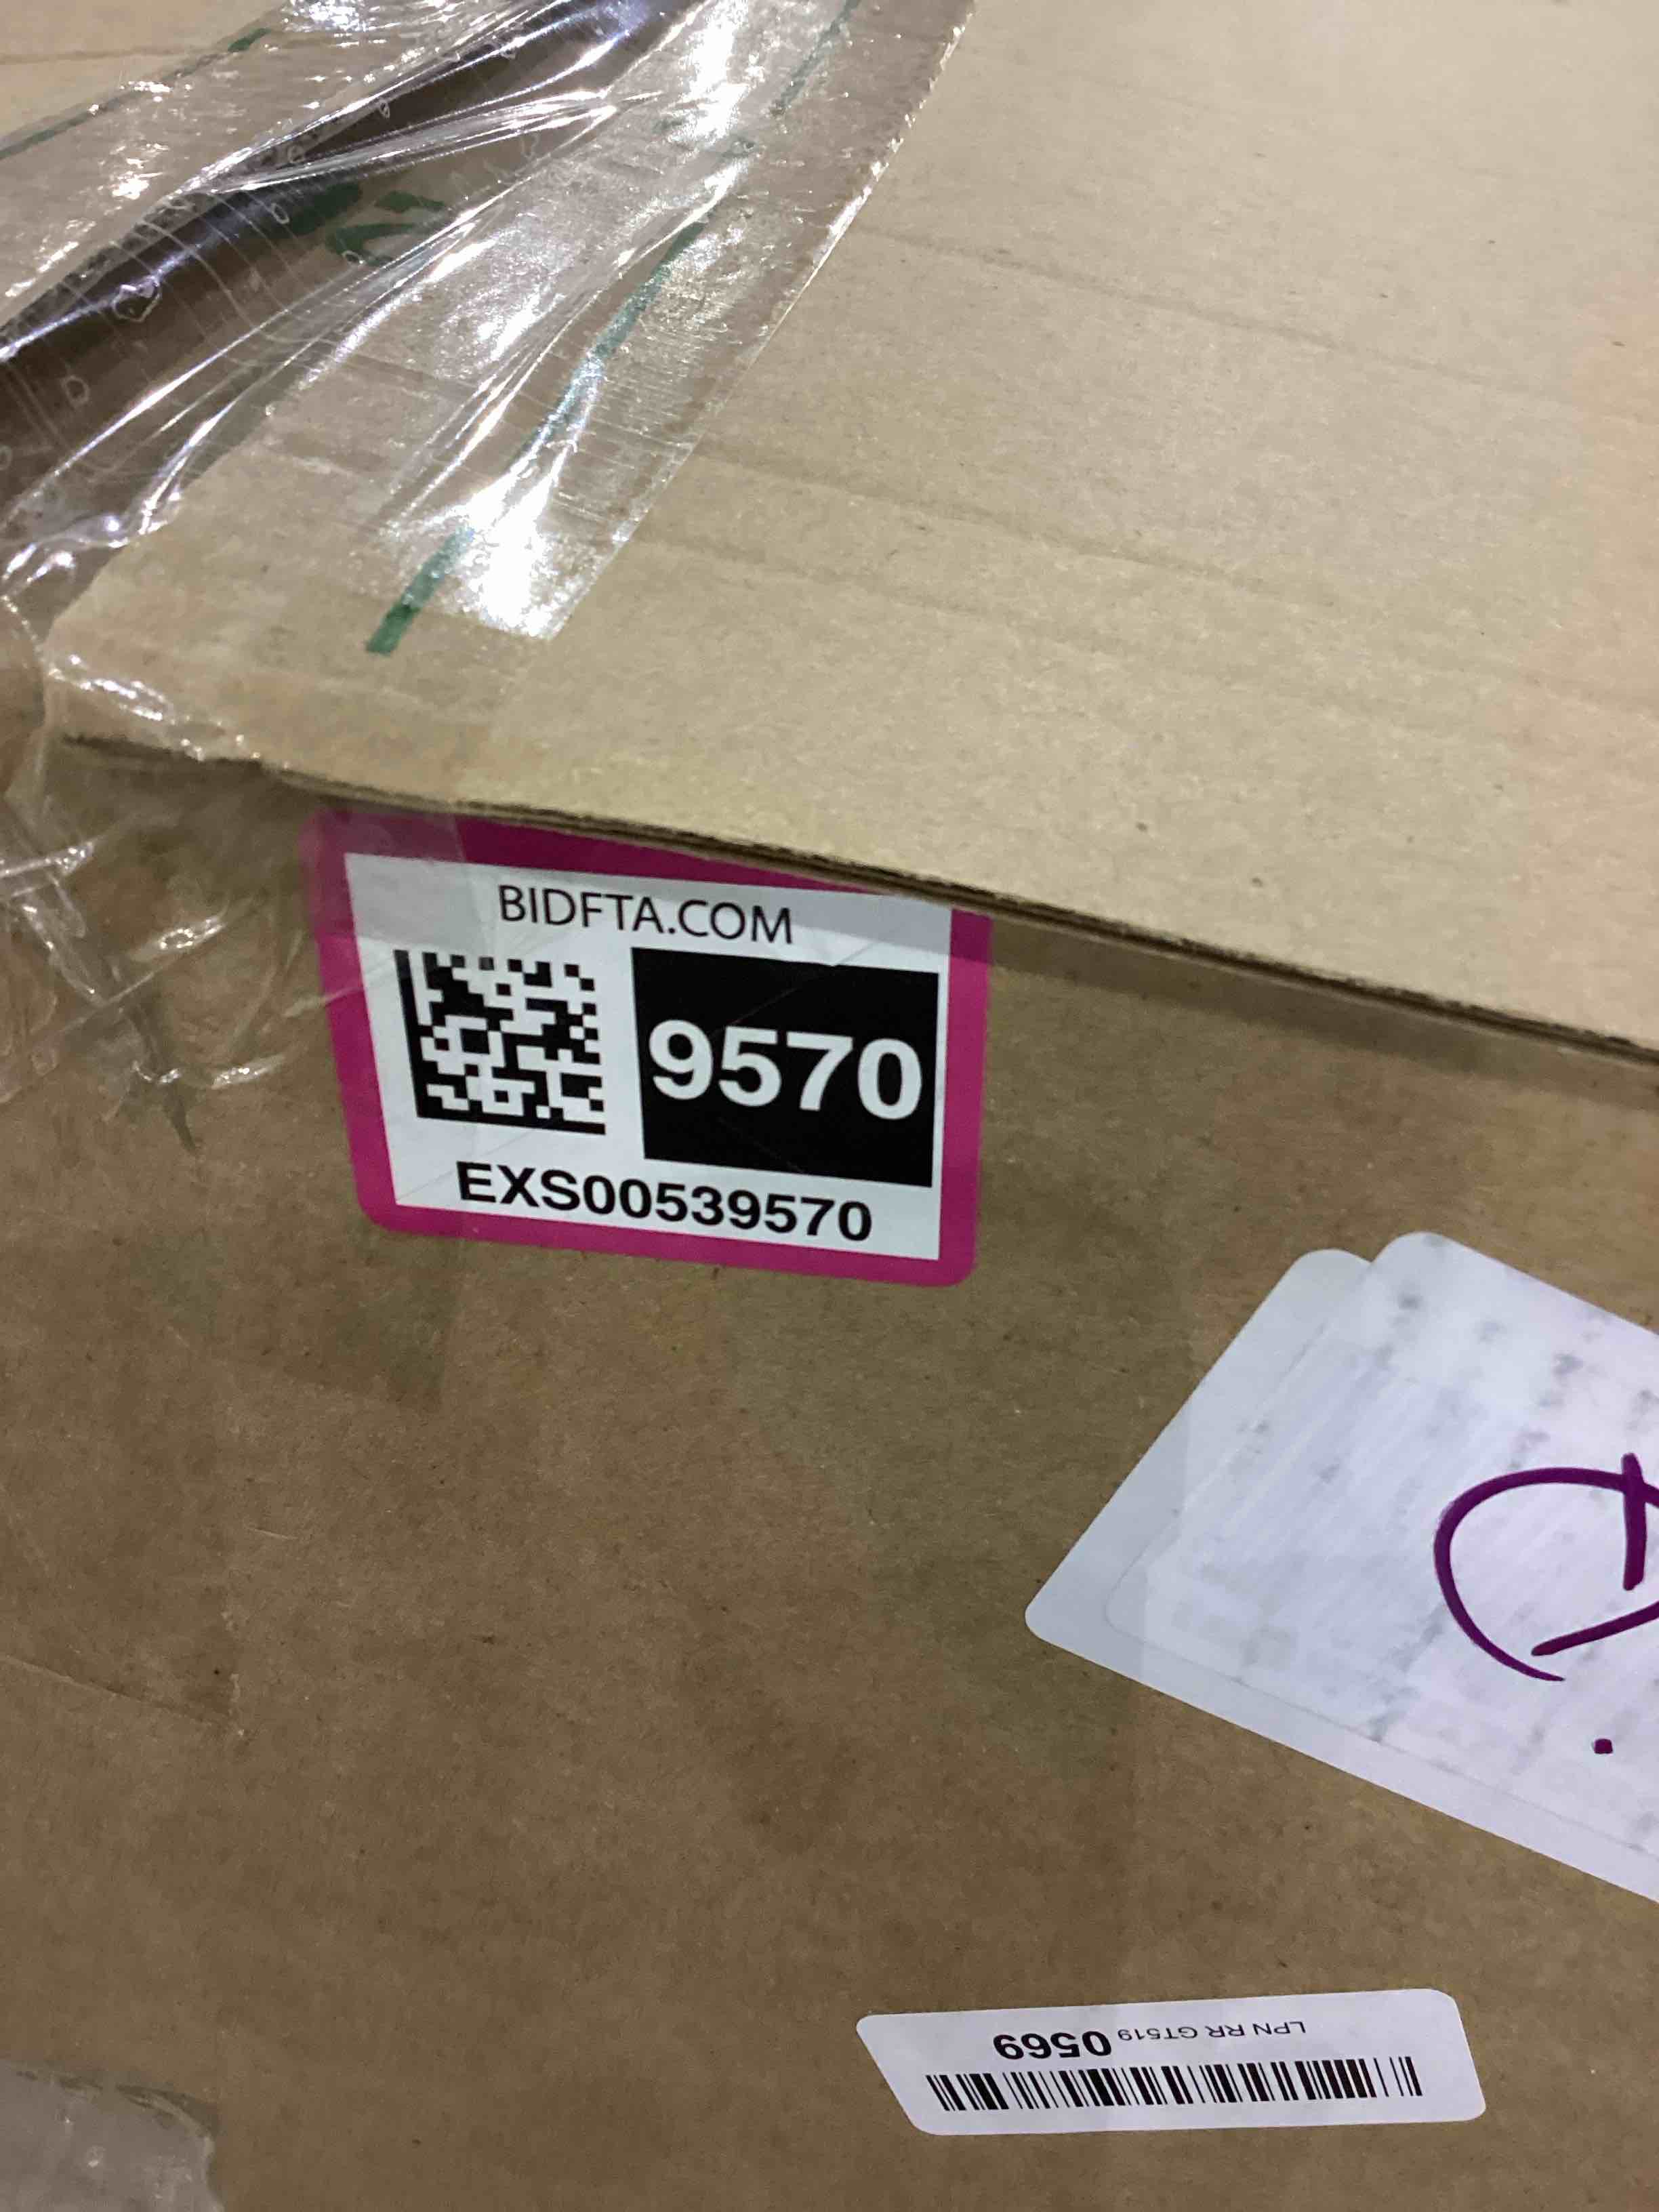 BIDFTA.COM
9570
EXS00539570
LPN RR GT519 0569